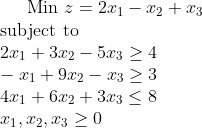 Min z = 2x₁ − x₂ + x₃
subject to
2x₁ + 3x₂ − 5x₃ ≥ 4
− x₁ + 9x₂ − x₃ ≥ 3
4x₁ + 6x₂ + 3x₃ ≤ 8
x₁, x₂, x₃ ≥ 0